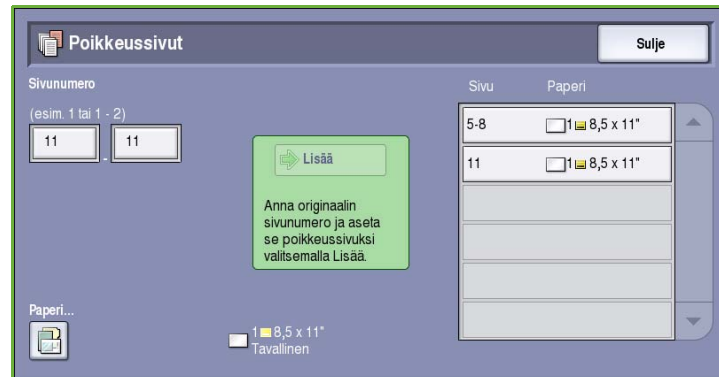 Poikkeussivut
Sulje
Sivunumero
(esim. 1 tai 1 - 2)
11 - 11
Lisää
Anna originaalin
sivunumero ja aseta
se poikkeussivuksi
valitsemalla Lisää.
Sivu Paperi
5-8 1 8,5 x 11"
11 1 8,5 x 11"
Paperi...
1 8,5 x 11"
Tavallinen